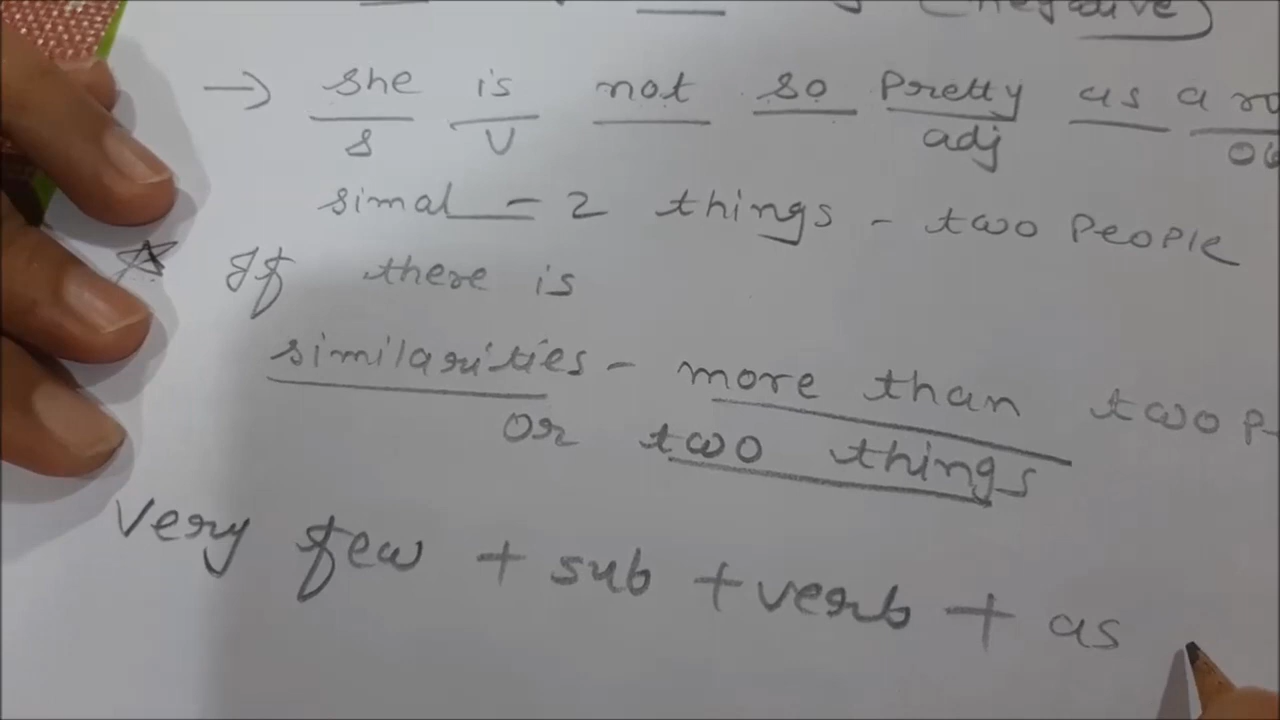 (negative)
→ she is not so Pretty as a
s v adj
simal - 2 things - two People
If there is
similarities - more than two P
or two things
very few + sub + verb + as